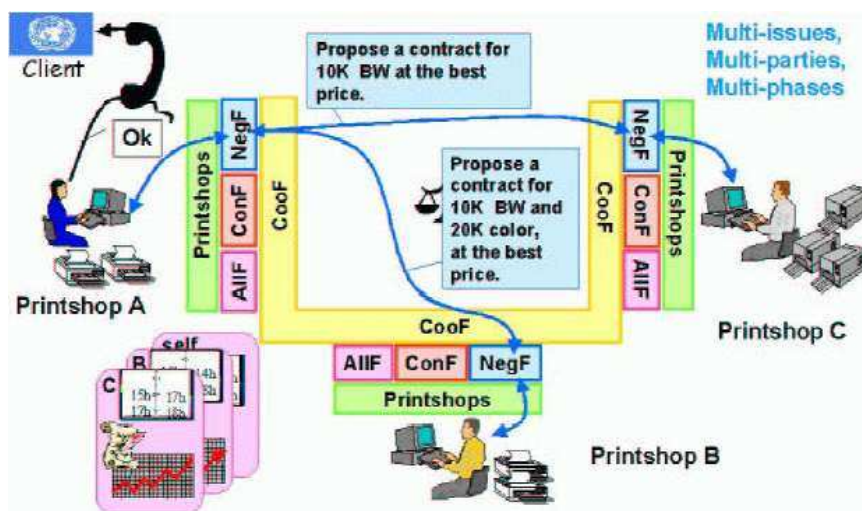 Client
Ok
Printshops
NegF
ConF
AllF
CooF
Propose a contract for
10K BW at the best
price.
Propose a
contract for
10K BW and
20K color,
at the best
price.
Multi-issues,
Multi-parties,
Multi-phases
CooF
NegF
ConF
AllF
Printshops
Printshop A
Printshop C
CooF
AllF
ConF
NegF
Printshops
Printshop B
self
B
14h
C
15h
17h
17h
18h